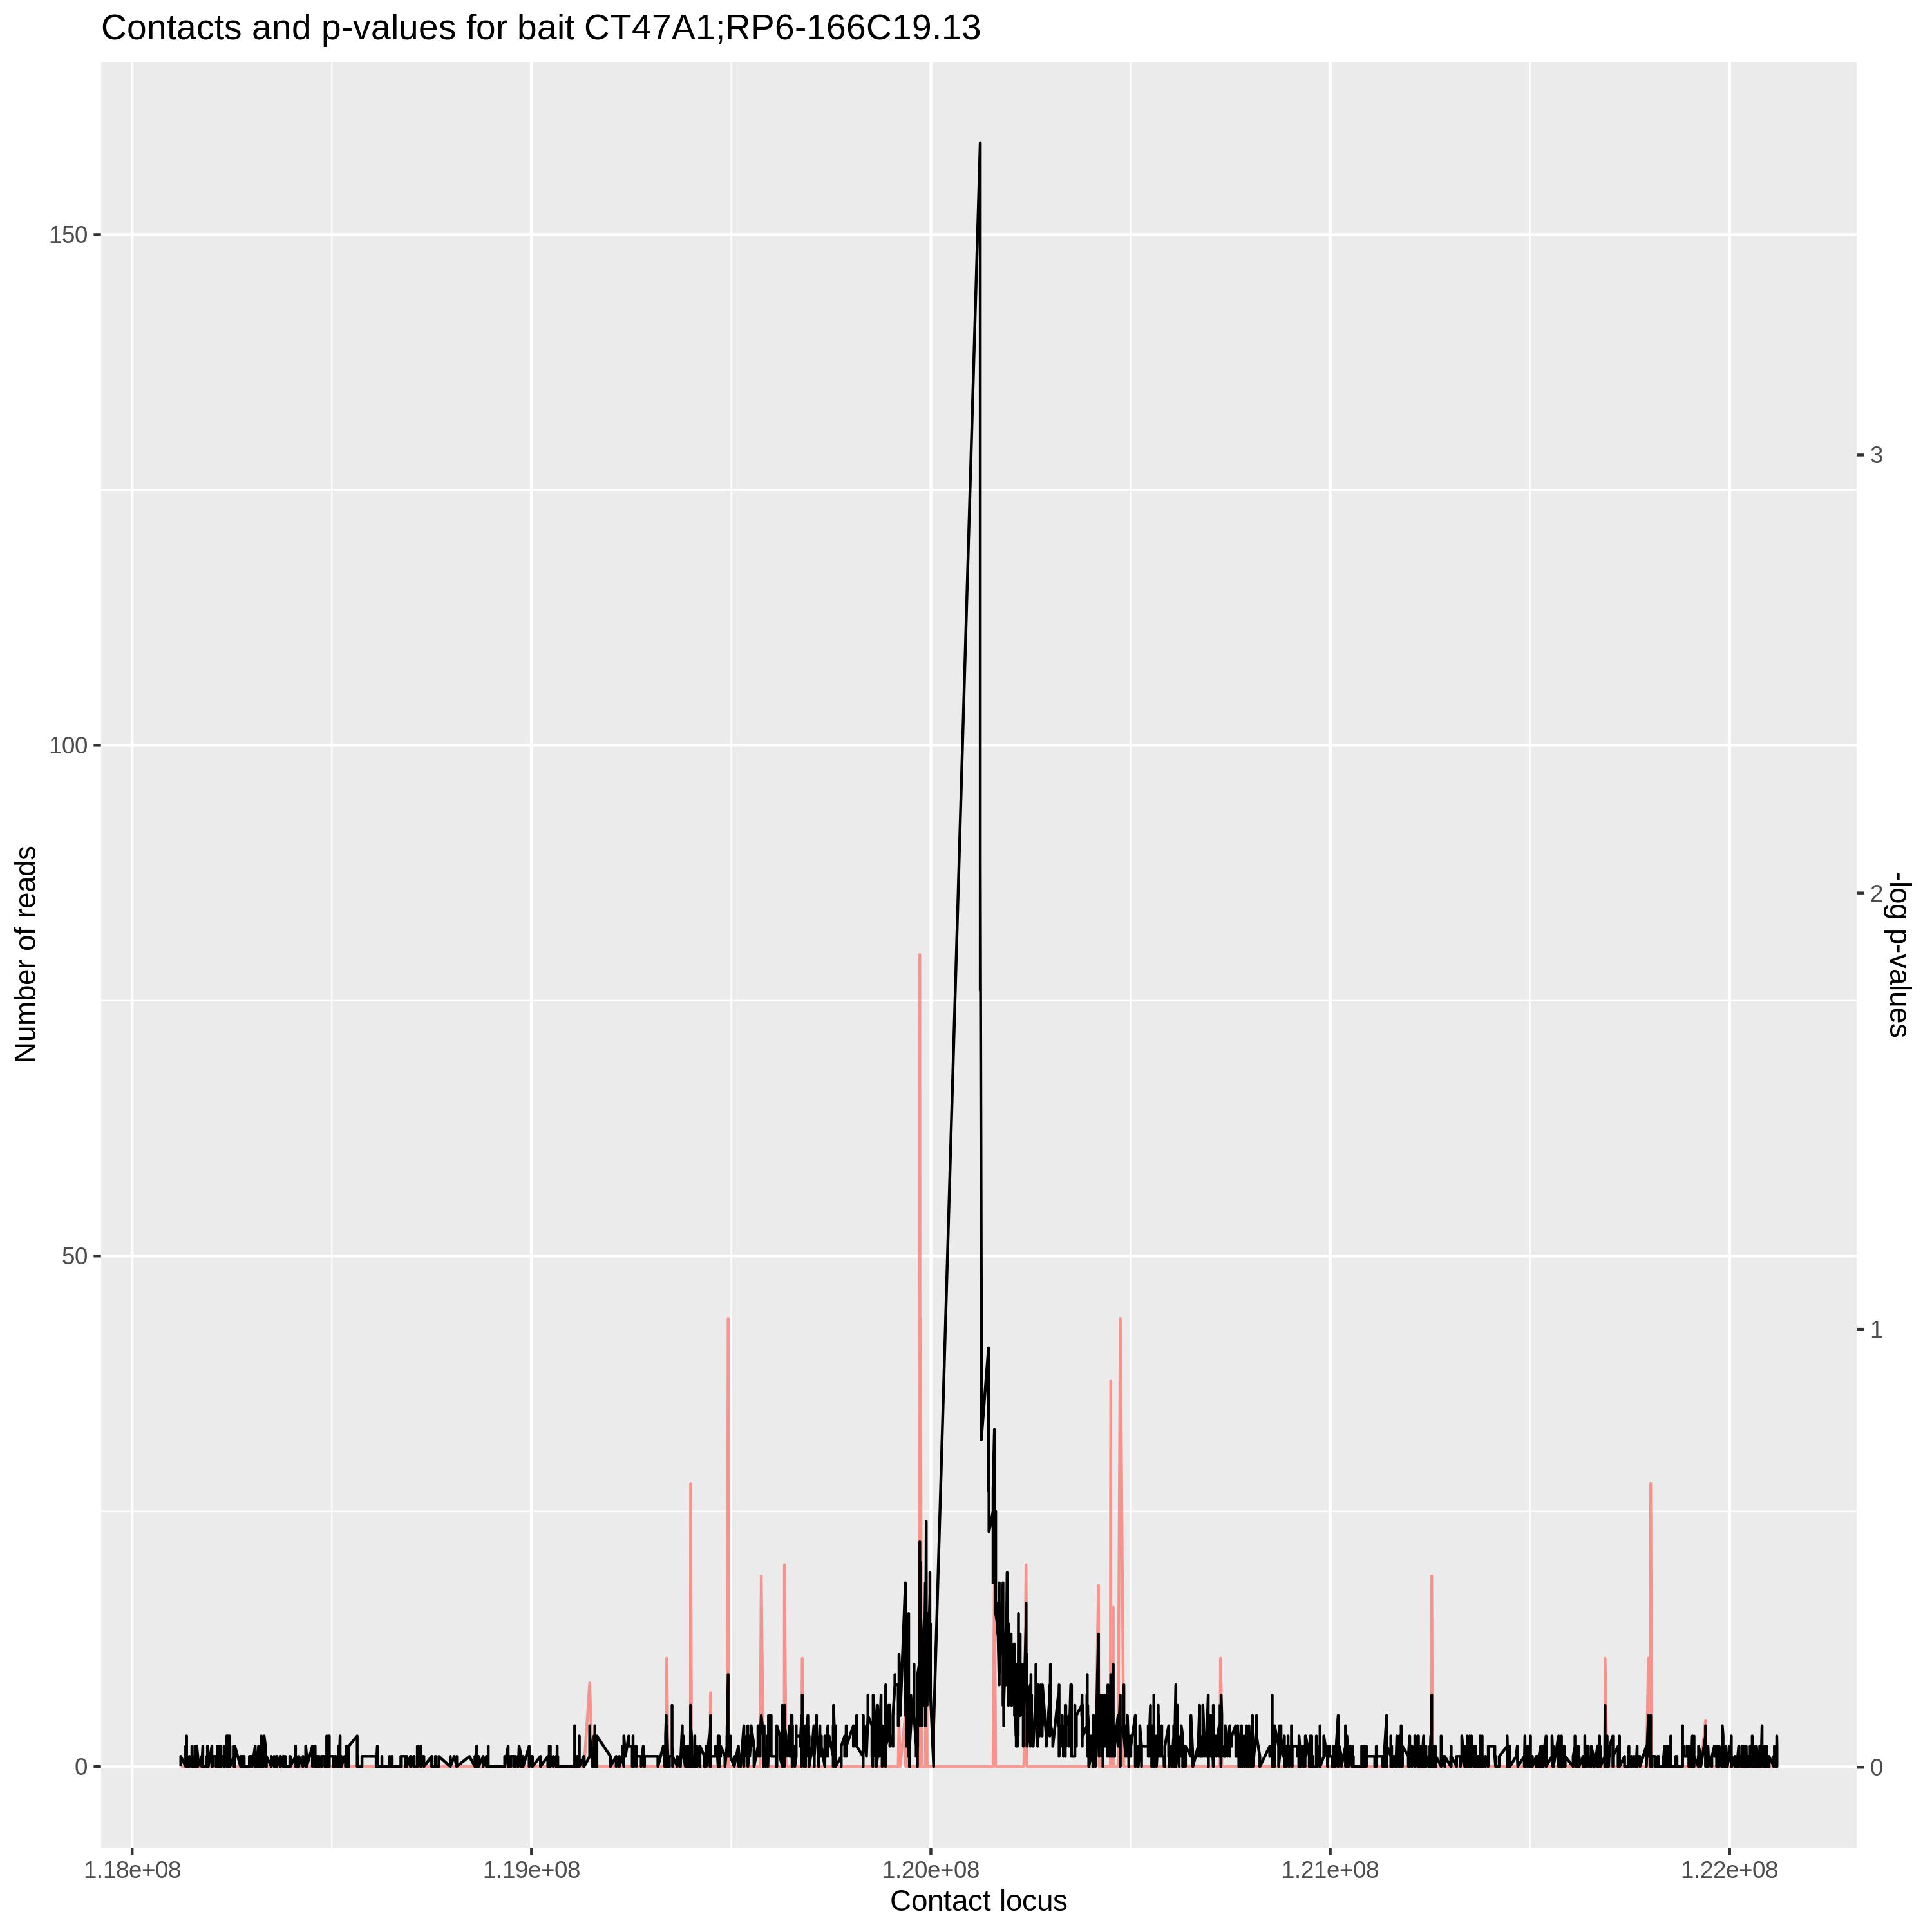 Contacts and p-values for bait CT47A1;RP6-166C19.13
150
100
50
0
Number of reads
3
2
1
0
-log p-values
1.18e+08 1.19e+08 1.20e+08 1.21e+08 1.22e+08
Contact locus